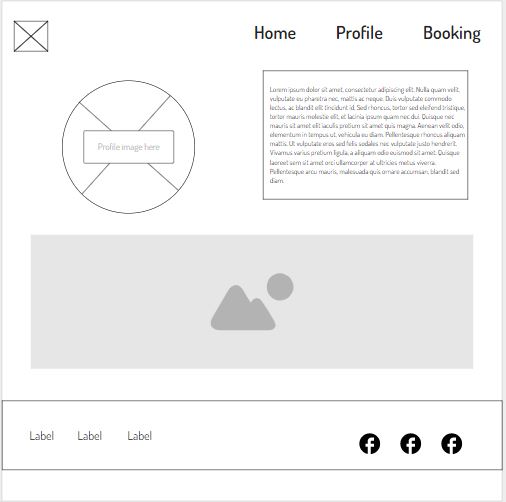 Home Profile Booking
Lorem ipsum dolor sit amet, consectetur adipiscing elit. Nulla quam velit,
vulputate eu pharetra nec, mattis ac neque. Duis vulputate commodo
lectus, ac blandit elit tincidunt id. Sed rhoncus, tortor sed eleifend tristique,
tortor mauris molestie elit, et lacinia ipsum quam nec dui. Quisque nec
mauris sit amet elit iaculis pretium sit amet quis magna. Aenean velit odio,
elementum in tempus ut, vehicula eu diam. Pellentesque rhoncus aliquam
mattis. Ut vulputate eros sed felis sodales nec vulputate justo hendrerit.
Vivamus varius pretium ligula, a aliquam odio euismod sit amet. Quisque
laoreet sem sit amet orci ullamcorper at ultricies metus viverra.
Pellentesque arcu mauris, malesuada quis ornare accumsan, blandit sed
diam.
Profile image here
Label Label Label